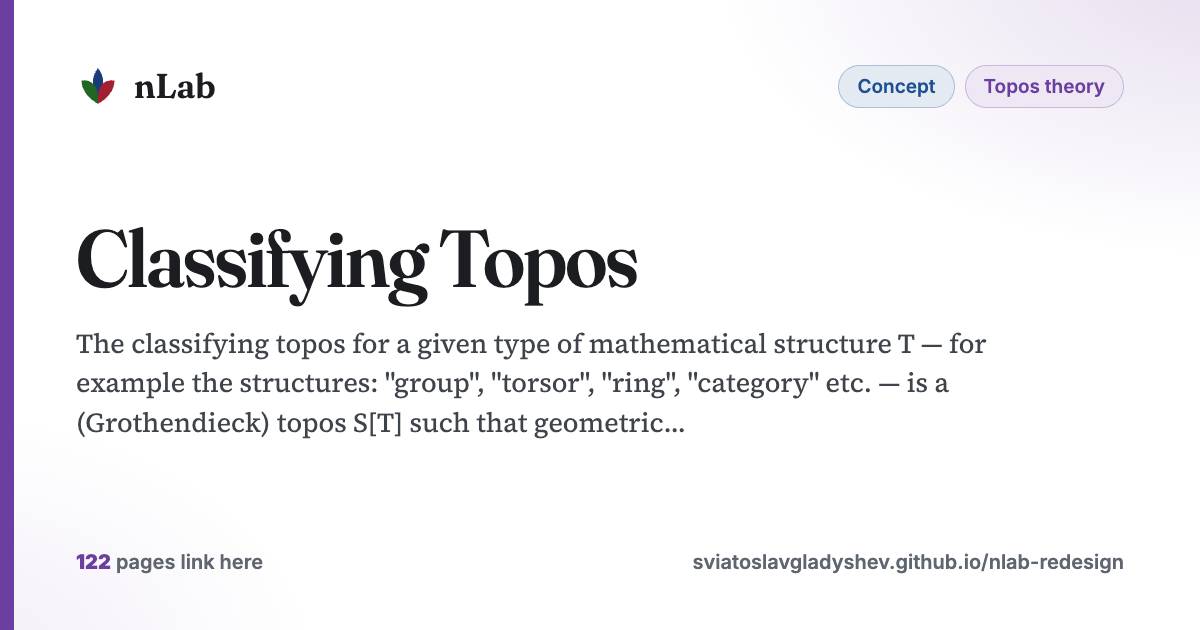 nLab
Concept
Topos theory
Classifying Topos
The classifying topos for a given type of mathematical structure T — for
example the structures: "group", "torsor", "ring", "category" etc. — is a
(Grothendieck) topos S[T] such that geometric...
122 pages link here
sviatoslavgladyshev.github.io/nlab-redesign